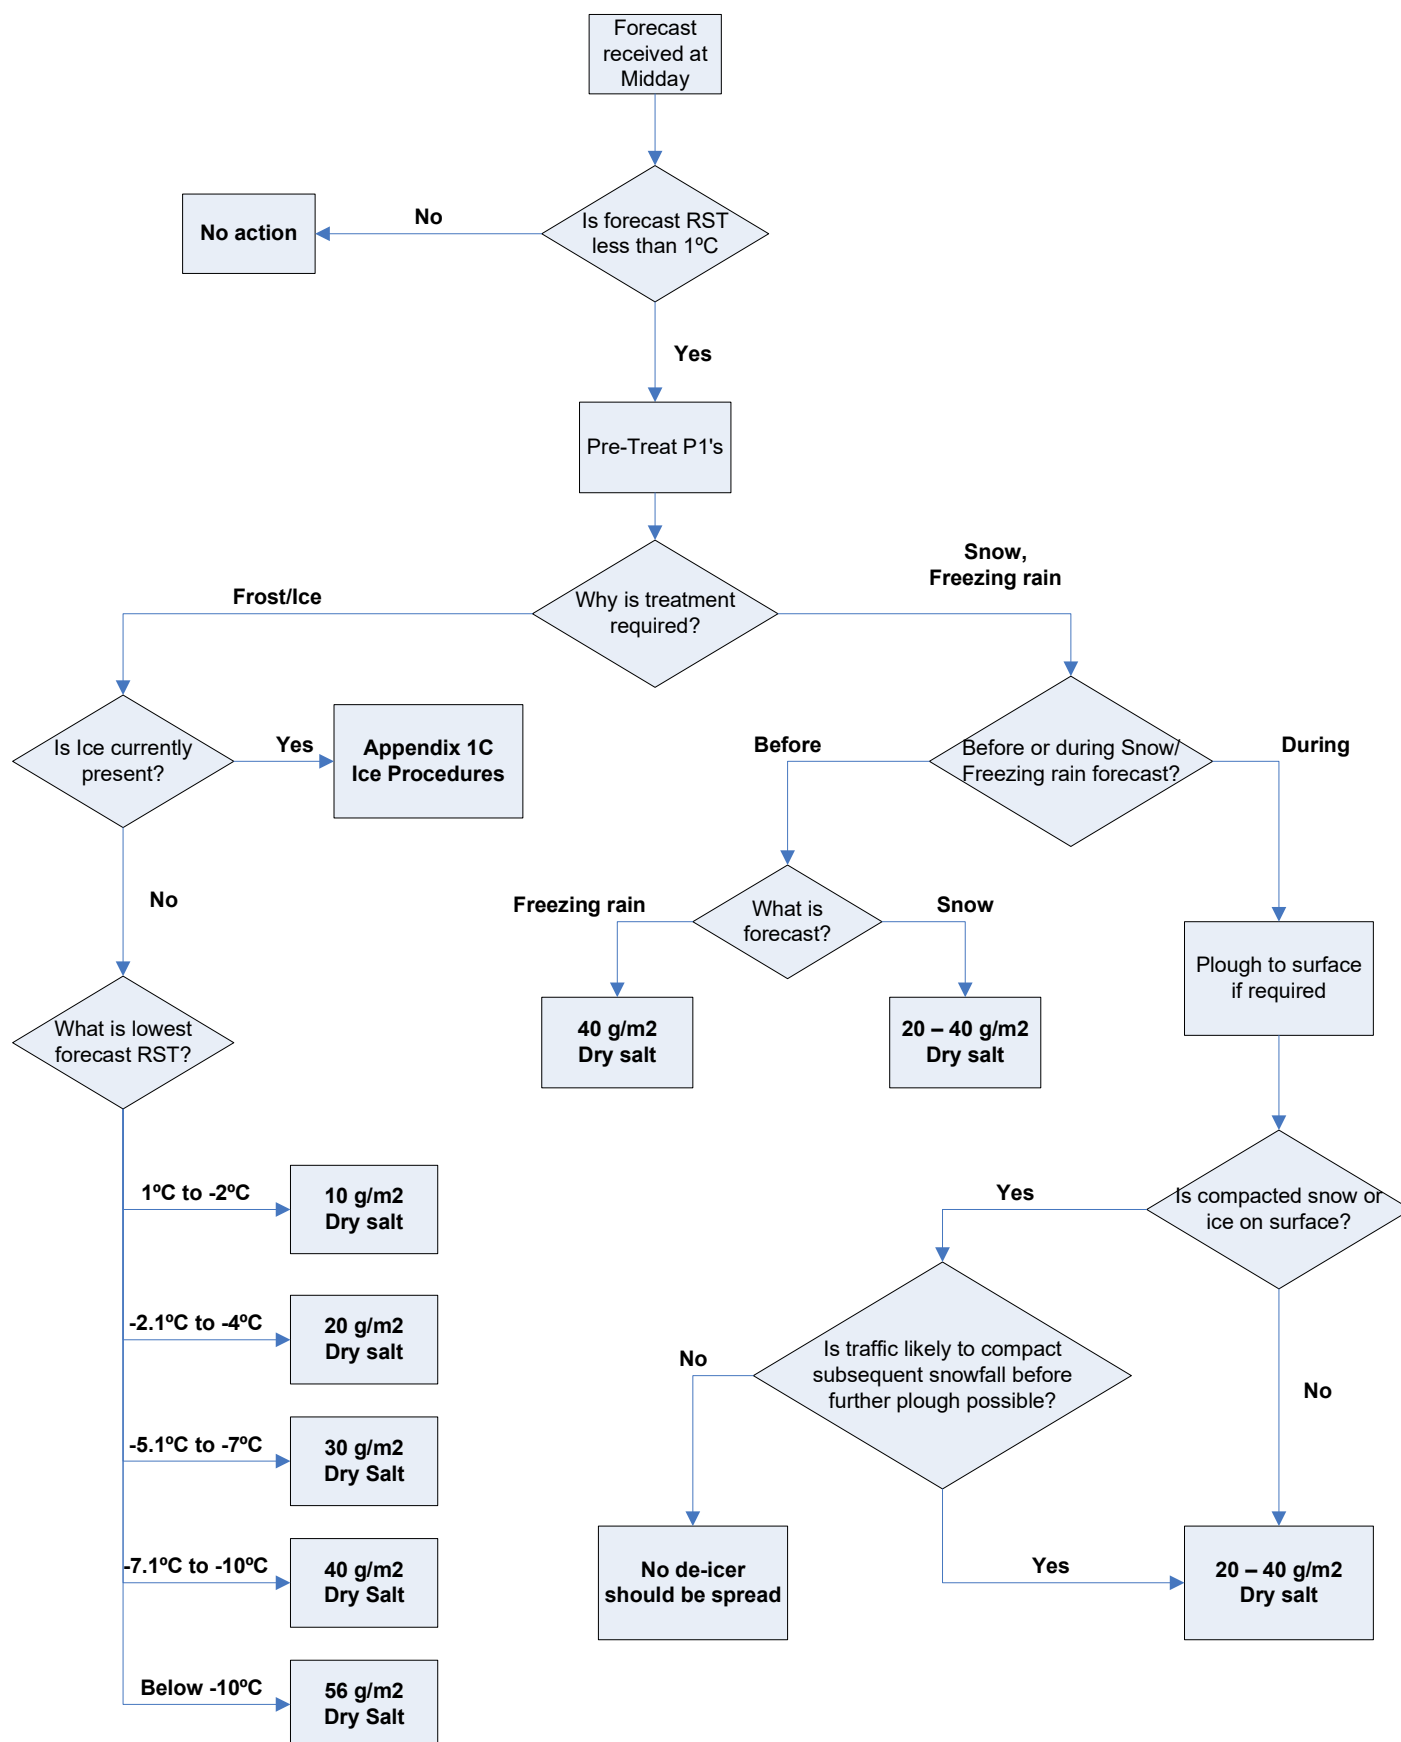 Forecast
received at
Midday
Is forecast RST
less than 1ºC
No
No action
Yes
Pre-Treat P1's
Why is treatment
required?
Frost/Ice
Snow,
Freezing rain
Is Ice currently
present?
Yes
Appendix 1C
Ice Procedures
Before or during Snow/
Freezing rain forecast?
Before
During
No
What is
forecast?
Freezing rain
Snow
40 g/m2
Dry salt
20 – 40 g/m2
Dry salt
Plough to surface
if required
What is lowest
forecast RST?
1ºC to -2ºC
10 g/m2
Dry salt
-2.1ºC to -4ºC
20 g/m2
Dry salt
-5.1ºC to -7ºC
30 g/m2
Dry Salt
-7.1ºC to -10ºC
40 g/m2
Dry Salt
Below -10ºC
56 g/m2
Dry Salt
Is compacted snow or
ice on surface?
Yes
No
Is traffic likely to compact
subsequent snowfall before
further plough possible?
No
Yes
No de-icer
should be spread
20 – 40 g/m2
Dry salt